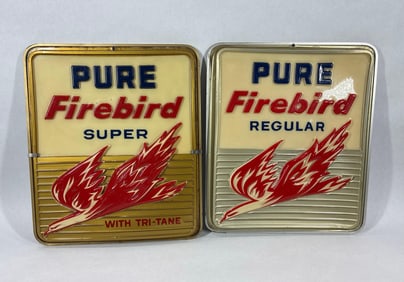 PURE
Firebird
SUPER
WITH TRI-TANE
PURE
Firebird
REGULAR